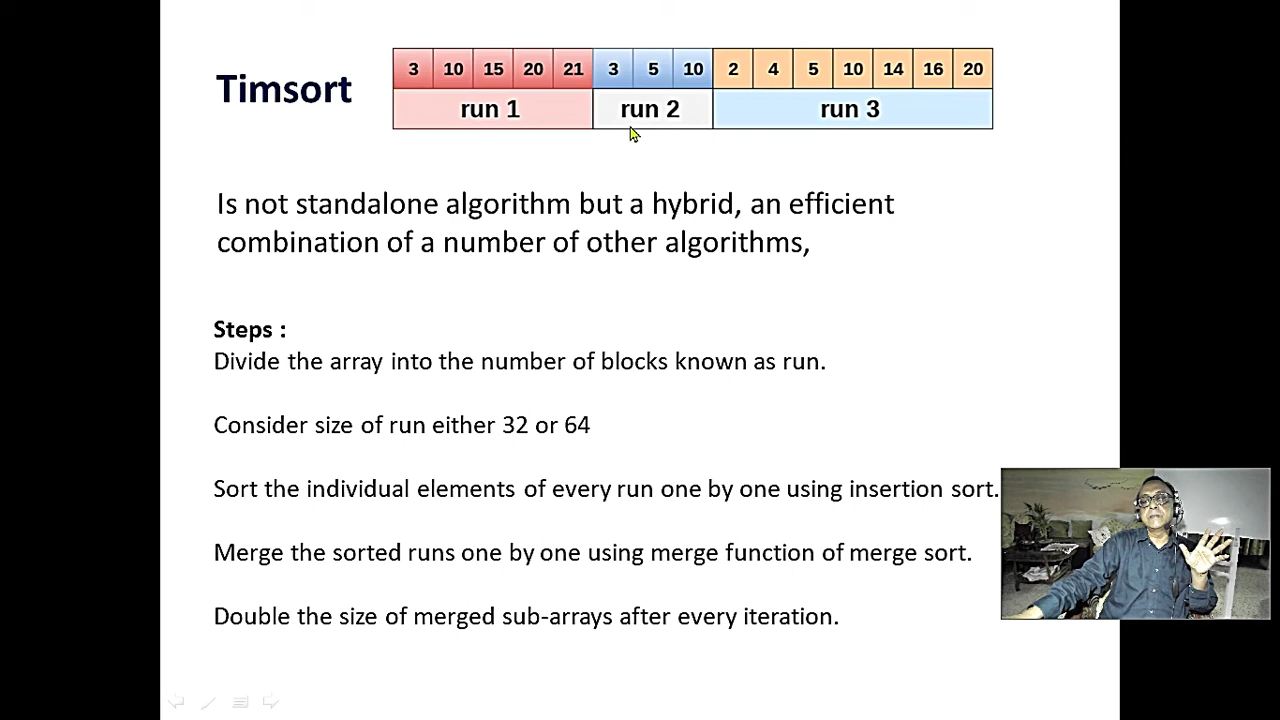 Timsort
3 10 15 20 21 3 5 10 2 4 5 10 14 16 20
run 1 run 2 run 3
Is not standalone algorithm but a hybrid, an efficient
combination of a number of other algorithms,
Steps :
Divide the array into the number of blocks known as run.
Consider size of run either 32 or 64
Sort the individual elements of every run one by one using insertion sort.
Merge the sorted runs one by one using merge function of merge sort.
Double the size of merged sub-arrays after every iteration.